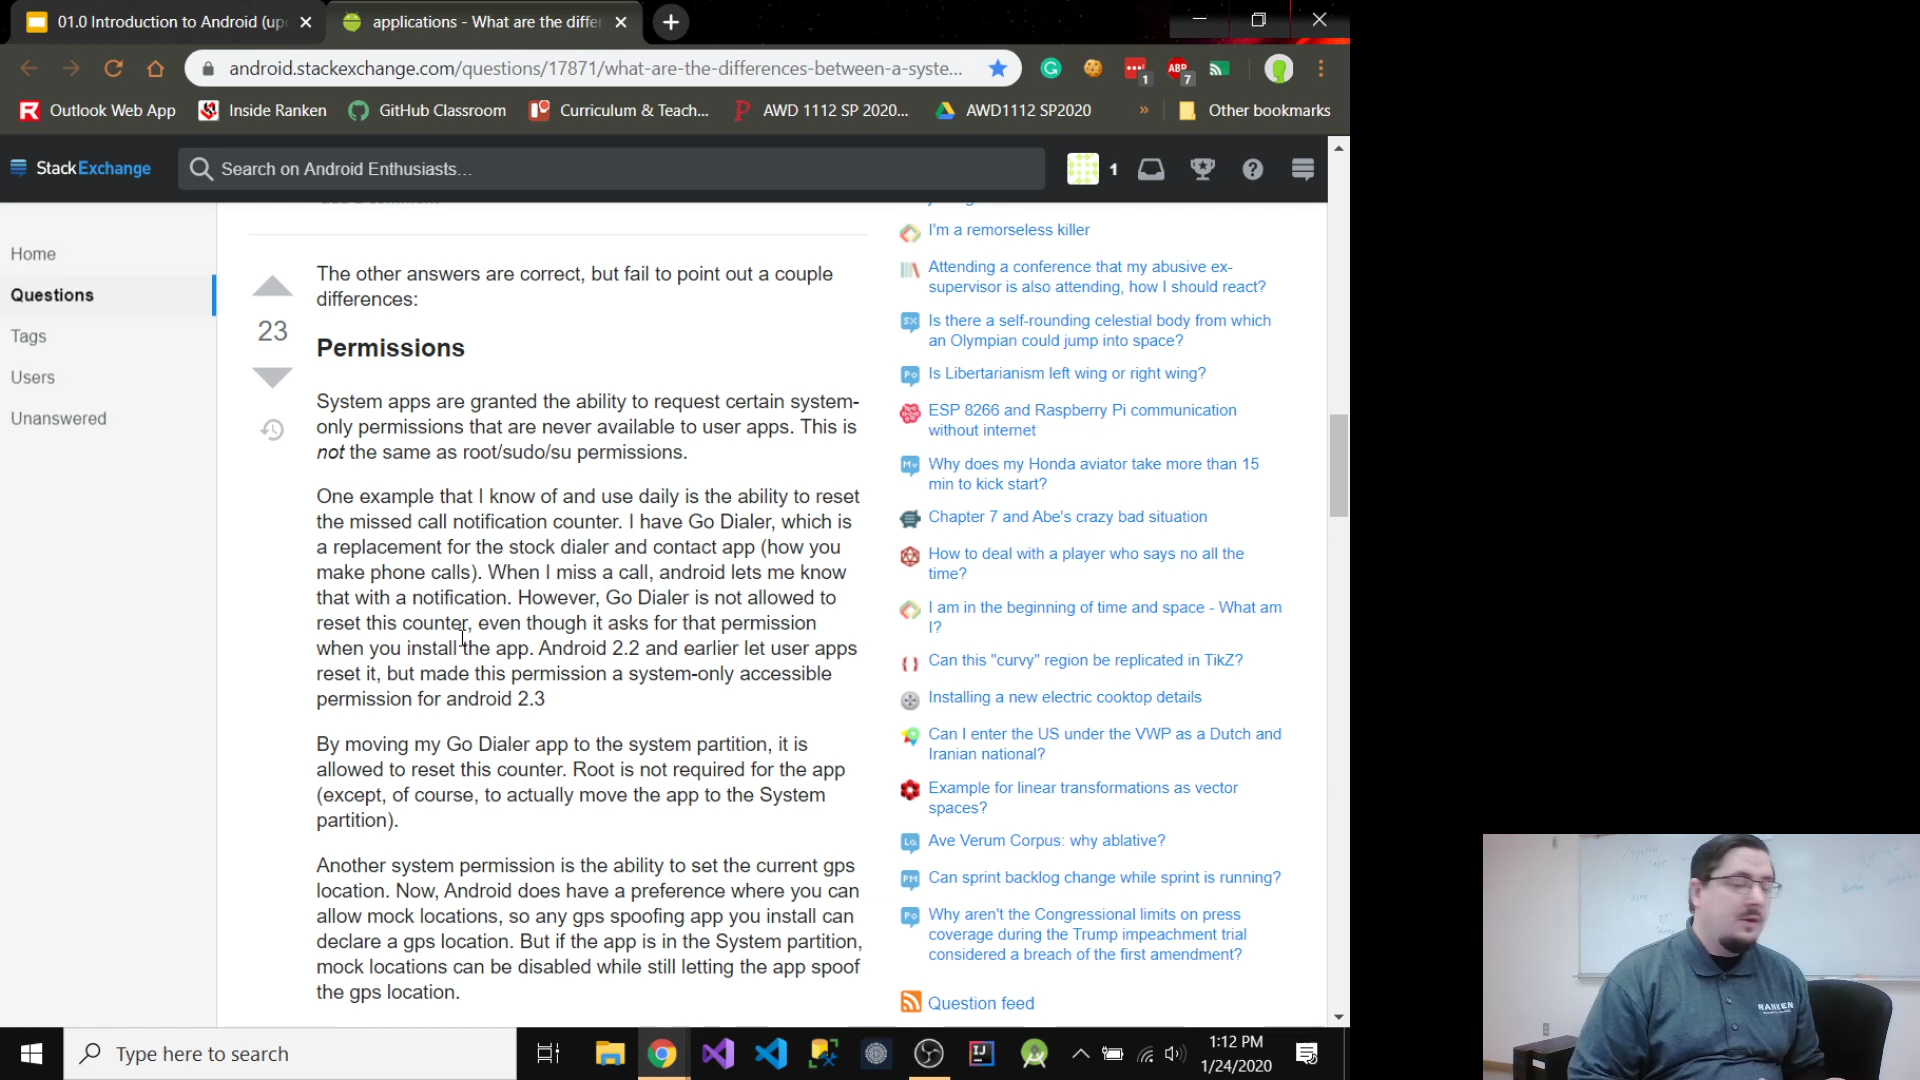 01.0 Introduction to Android (up
applications - What are the differ
android.stackexchange.com/questions/17871/what-are-the-differences-between-a-syste...
1
ABP
7
Outlook Web App
Inside Ranken
GitHub Classroom
Curriculum & Teach...
AWD 1112 SP 2020...
AWD1112 SP2020
»
Other bookmarks
StackExchange
Search on Android Enthusiasts...
1
Home
Questions
Tags
Users
Unanswered
The other answers are correct, but fail to point out a couple
differences:
23
Permissions
System apps are granted the ability to request certain system-
only permissions that are never available to user apps. This is
not the same as root/sudo/su permissions.
One example that I know of and use daily is the ability to reset
the missed call notification counter. I have Go Dialer, which is
a replacement for the stock dialer and contact app (how you
make phone calls). When I miss a call, android lets me know
that with a notification. However, Go Dialer is not allowed to
reset this counter, even though it asks for that permission
when you install the app. Android 2.2 and earlier let user apps
reset it, but made this permission a system-only accessible
permission for android 2.3
By moving my Go Dialer app to the system partition, it is
allowed to reset this counter. Root is not required for the app
(except, of course, to actually move the app to the System
partition).
Another system permission is the ability to set the current gps
location. Now, Android does have a preference where you can
allow mock locations, so any gps spoofing app you install can
declare a gps location. But if the app is in the System partition,
mock locations can be disabled while still letting the app spoof
the gps location.
I'm a remorseless killer
Attending a conference that my abusive ex-
supervisor is also attending, how I should react?
Is there a self-rounding celestial body from which
an Olympian could jump into space?
Is Libertarianism left wing or right wing?
ESP 8266 and Raspberry Pi communication
without internet
Why does my Honda aviator take more than 15
min to kick start?
Chapter 7 and Abe's crazy bad situation
How to deal with a player who says no all the
time?
I am in the beginning of time and space - What am
I?
Can this "curvy" region be replicated in TikZ?
Installing a new electric cooktop details
Can I enter the US under the VWP as a Dutch and
Iranian national?
Example for linear transformations as vector
spaces?
Ave Verum Corpus: why ablative?
Can sprint backlog change while sprint is running?
Why aren't the Congressional limits on press
coverage during the Trump impeachment trial
considered a breach of the first amendment?
Question feed
RANKEN
Type here to search
1:12 PM
1/24/2020